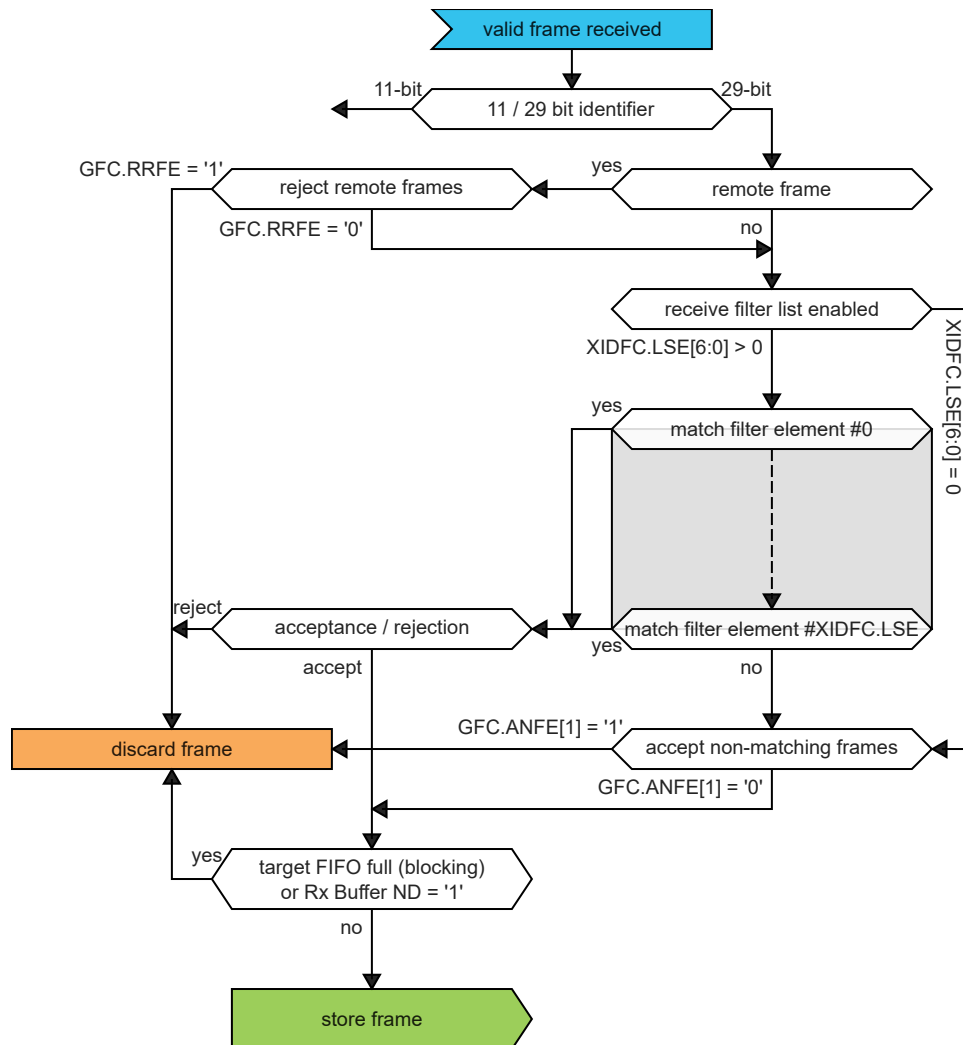 valid frame received
11-bit
29-bit
11 / 29 bit identifier
GFC.RRFE = '1'
yes
reject remote frames
remote frame
GFC.RRFE = '0'
no
receive filter list enabled
XIDFC.LSE[6:0] > 0
XIDFC.LSE[6:0] = 0
yes
match filter element #0
reject
acceptance / rejection
match filter element #XIDFC.LSE
yes
accept
no
GFC.ANFE[1] = '1'
discard frame
accept non-matching frames
GFC.ANFE[1] = '0'
yes
target FIFO full (blocking)
or Rx Buffer ND = '1'
no
store frame